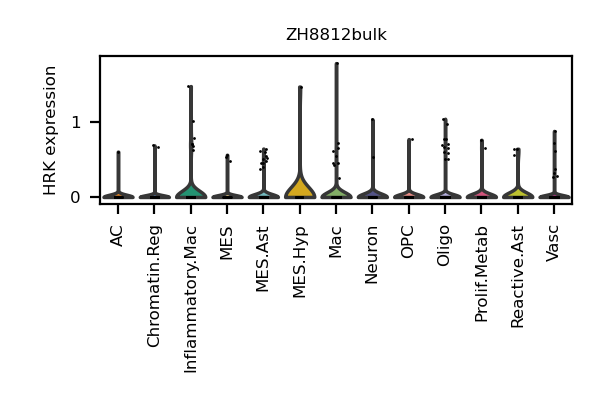 ZH8812bulk
HRK expression
1
0
AC
Chromatin.Reg
Inflammatory.Mac
MES
MES.Ast
MES.Hyp
Mac
Neuron
OPC
Oligo
Prolif.Metab
Reactive.Ast
Vasc